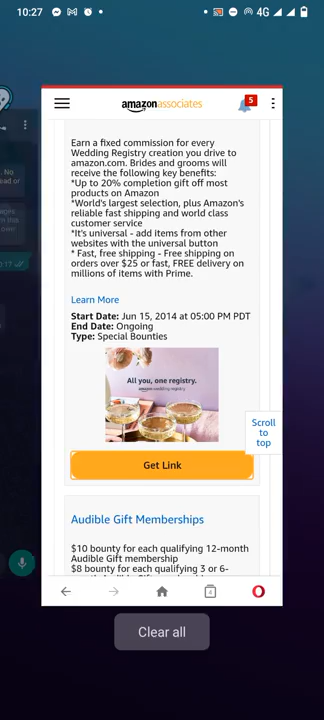 10:27
4G
amazonassociates
5
Earn a fixed commission for every
Wedding Registry creation you drive to
amazon.com. Brides and grooms will
receive the following key benefits:
*Up to 20% completion gift off most
products on Amazon
*World's largest selection, plus Amazon's
reliable fast shipping and world class
customer service
*It's universal - add items from other
websites with the universal button
* Fast, free shipping - Free shipping on
orders over $25 or fast, FREE delivery on
millions of items with Prime.
Learn More
Start Date: Jun 15, 2014 at 05:00 PM PDT
End Date: Ongoing
Type: Special Bounties
All you, one registry.
amazon wedding registry
Scroll
to
top
Get Link
Audible Gift Memberships
$10 bounty for each qualifying 12-month
Audible Gift membership
$8 bounty for each qualifying 3 or 6-
4
Clear all